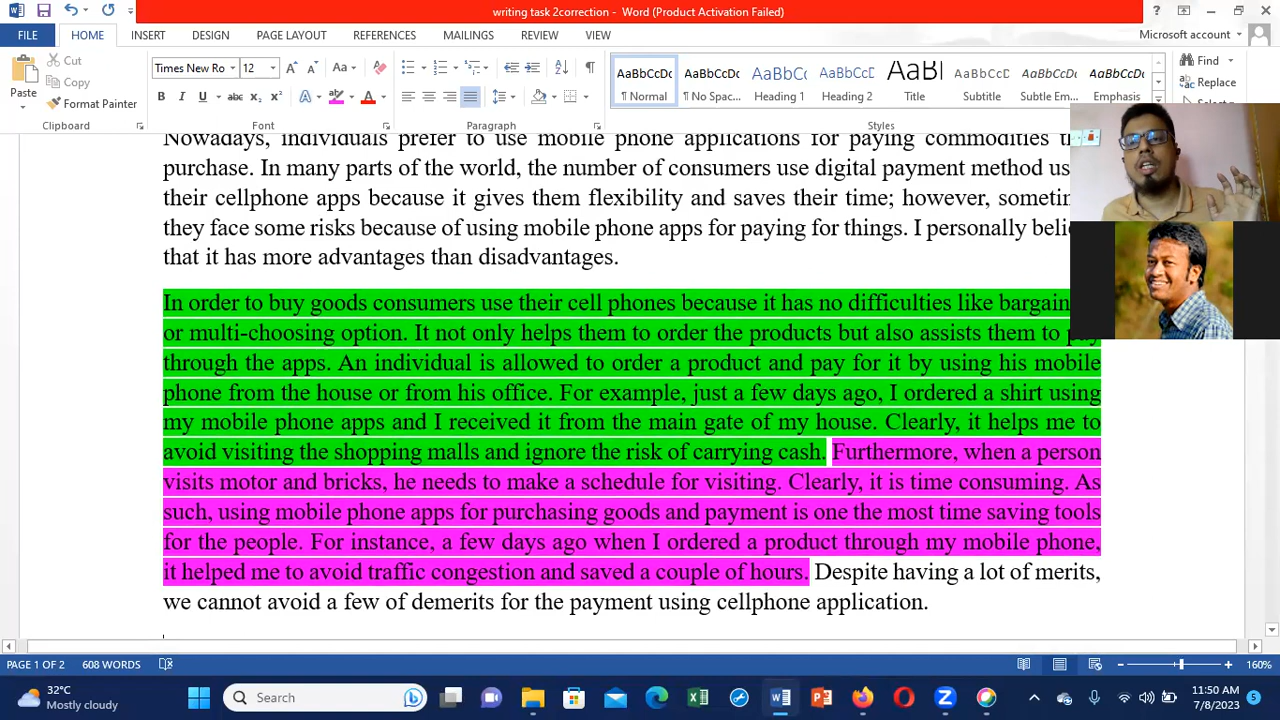 writing task 2correction - Word (Product Activation Failed)
FILE HOME INSERT DESIGN PAGE LAYOUT REFERENCES MAILINGS REVIEW VIEW Microsoft account
Cut
Copy
Paste Format Painter
Clipboard
Times New Ro 12 Aa
B I U abc x₂ x² A A
Font
Paragraph
AaBbCcDc AaBbCcDc AaBbCc AaBbCcD AaBl AaBbCcD AaBbCcDc AaBbCcDc
¶ Normal ¶ No Spac... Heading 1 Heading 2 Title Subtitle Subtle Em... Emphasis
Styles
Find
Replace
Nowadays, individuals prefer to use mobile phone applications for paying commodities
purchase. In many parts of the world, the number of consumers use digital payment method
their cellphone apps because it gives them flexibility and saves their time; however,
they face some risks because of using mobile phone apps for paying for things. I personally
that it has more advantages than disadvantages.
In order to buy goods consumers use their cell phones because it has no difficulties like
or multi-choosing option. It not only helps them to order the products but also assists them to
through the apps. An individual is allowed to order a product and pay for it by using his mobile
phone from the house or from his office. For example, just a few days ago, I ordered a shirt using
my mobile phone apps and I received it from the main gate of my house. Clearly, it helps me to
avoid visiting the shopping malls and ignore the risk of carrying cash. Furthermore, when a person
visits motor and bricks, he needs to make a schedule for visiting. Clearly, it is time consuming. As
such, using mobile phone apps for purchasing goods and payment is one the most time saving tools
for the people. For instance, a few days ago when I ordered a product through my mobile phone,
it helped me to avoid traffic congestion and saved a couple of hours. Despite having a lot of merits,
we cannot avoid a few of demerits for the payment using cellphone application.
PAGE 1 OF 2 608 WORDS 160%
32°C
Mostly cloudy
Search
11:50 AM
7/8/2023
5